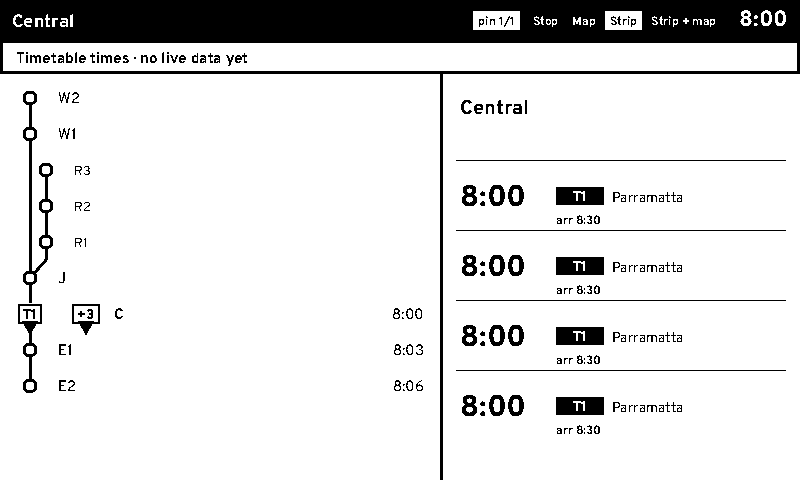 Central
pin 1/1 Stop Map Strip Strip + map 8:00
Timetable times · no live data yet
W2
W1
R3
R2
R1
J
T1 +3 C 8:00
E1 8:03
E2 8:06
Central
8:00 T1 Parramatta
arr 8:30
8:00 T1 Parramatta
arr 8:30
8:00 T1 Parramatta
arr 8:30
8:00 T1 Parramatta
arr 8:30